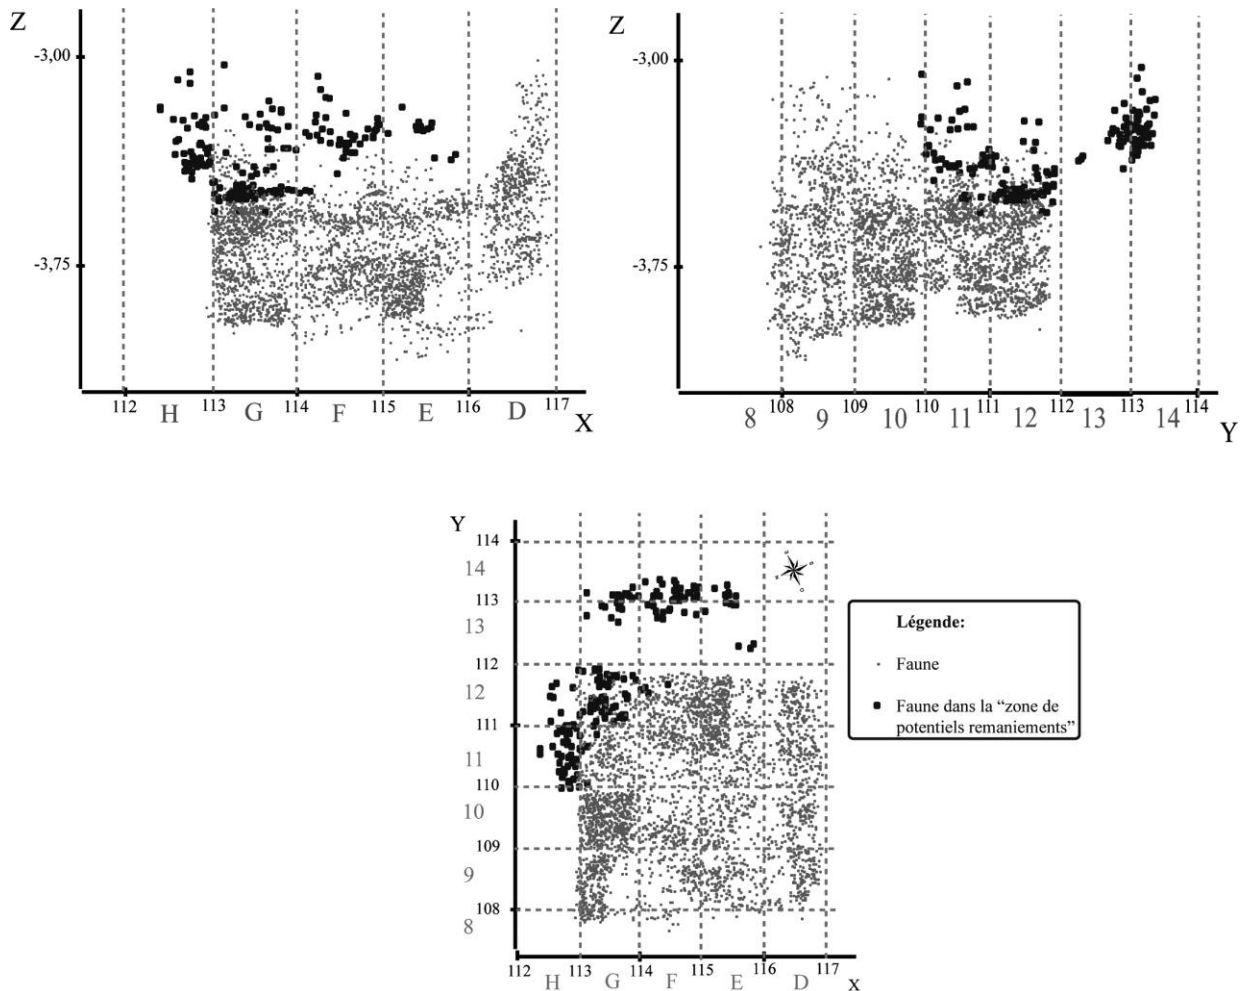 Z
-3,00
-3,75
112 113 114 115 116 117
H G F E D
X
Z
-3,00
-3,75
108 109 110 111 112 113 114
8 9 10 11 12 13 14
Y
Y
114
14
113
13
112
12
111
11
110
10
109
9
108
8
112 113 114 115 116 117
H G F E D
x
Légende:
Faune
Faune dans la “zone de
potentiels remaniements”